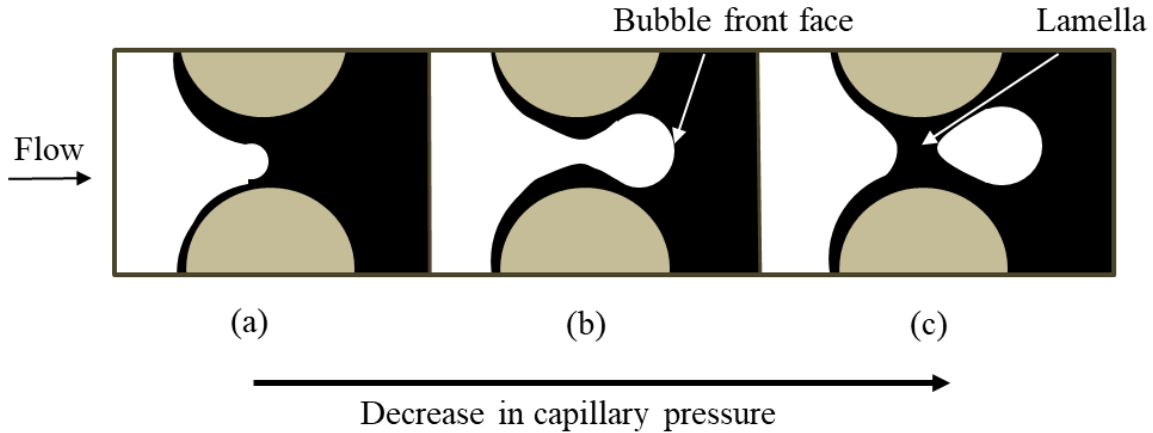 Bubble front face
Lamella
Flow
(a)
(b)
(c)
Decrease in capillary pressure